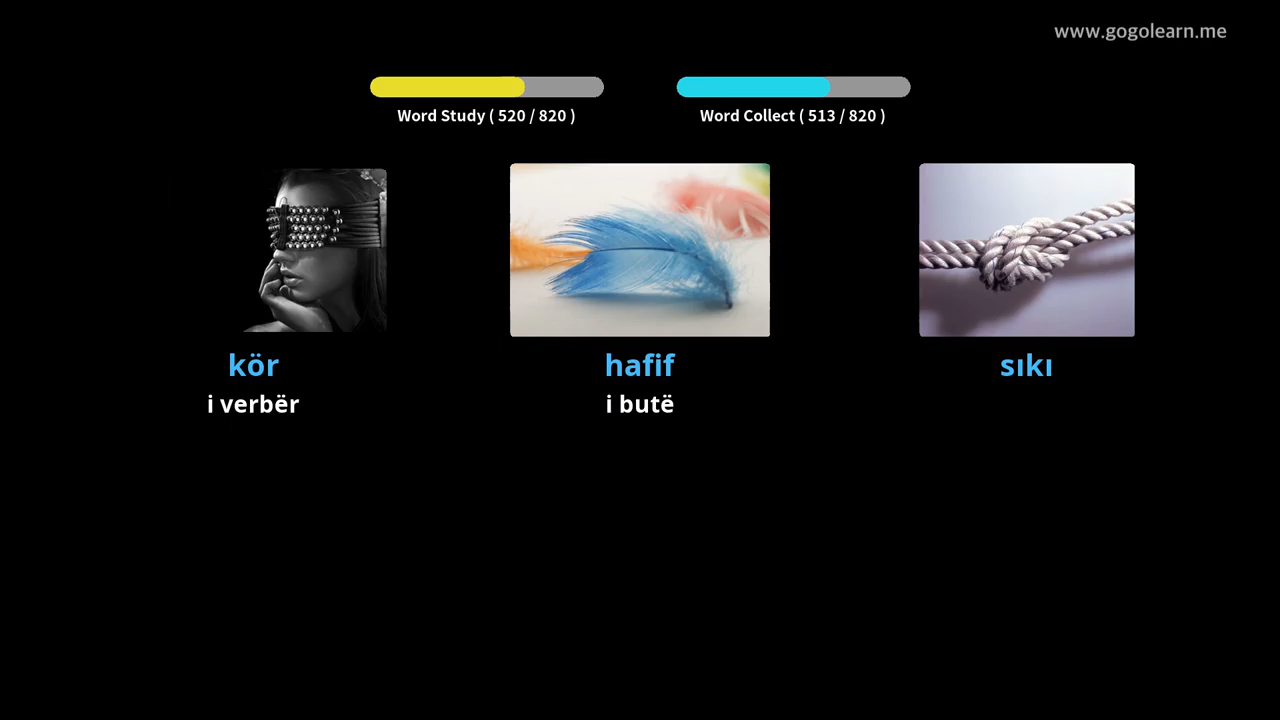 www.gogolearn.me
Word Study ( 520 / 820 )
Word Collect ( 513 / 820 )
kör
hafif
sıkı
i verbër
i butë